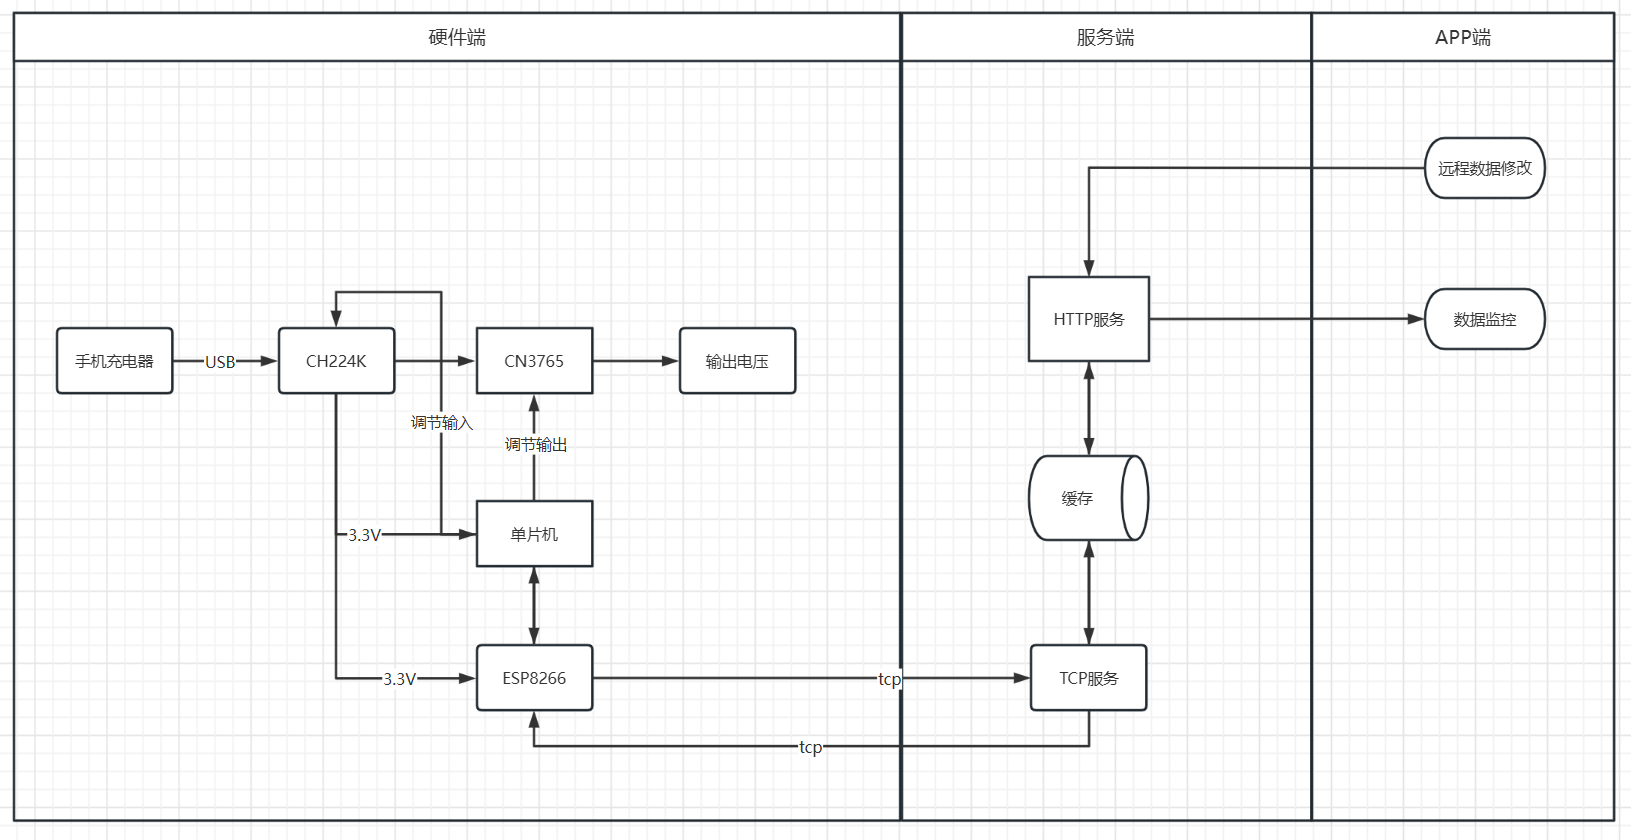 硬件端
服务端
APP端
远程数据修改
HTTP服务
数据监控
手机充电器
USB
CH224K
CN3765
输出电压
调节输入
调节输出
缓存
3.3V
单片机
3.3V
ESP8266
tcp
TCP服务
tcp